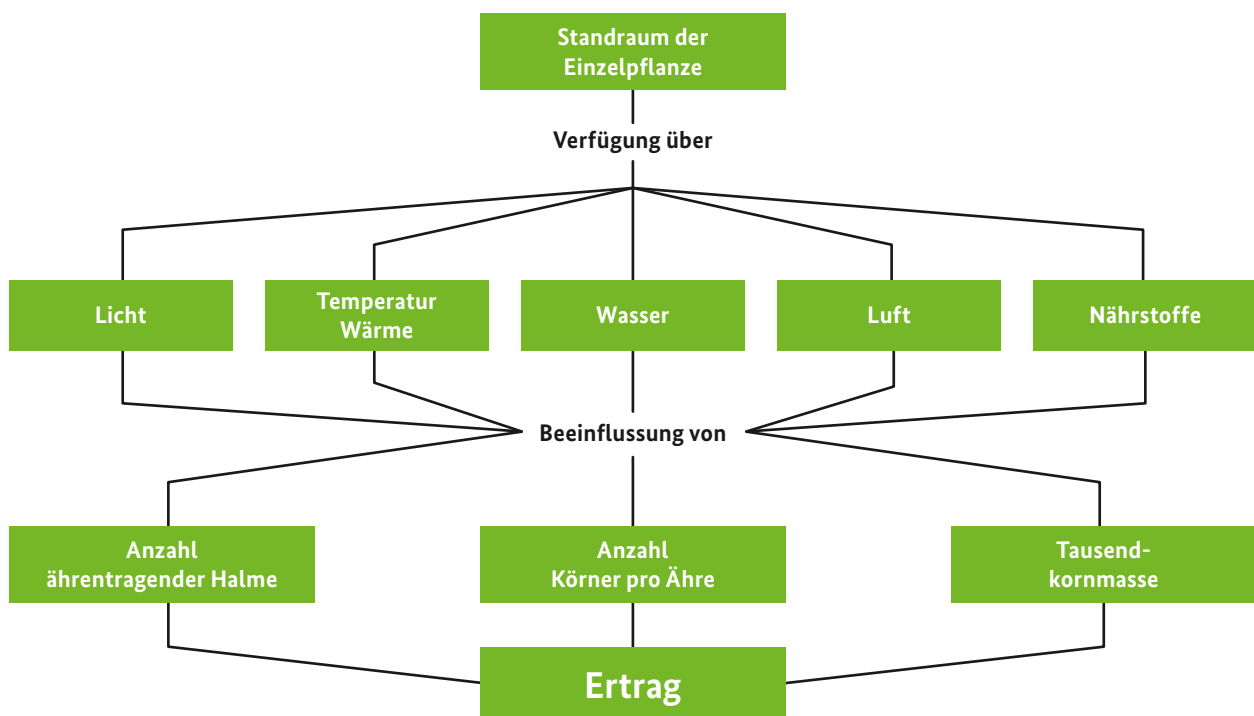 Standraum der
Einzelpflanze
Verfügung über
Licht
Temperatur
Wärme
Wasser
Luft
Nährstoffe
Beeinflussung von
Anzahl
ährentragender Halme
Anzahl
Körner pro Ähre
Tausend-
kornmasse
Ertrag